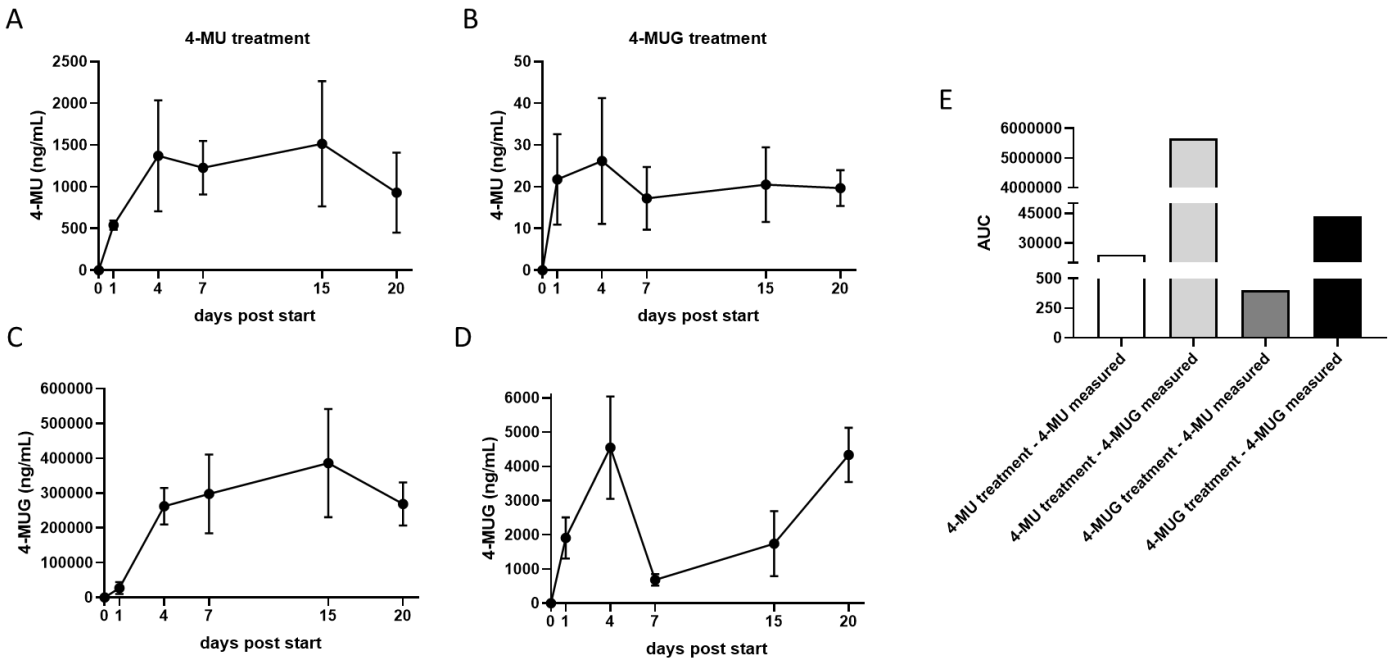 A
4-MU treatment
4-MU (ng/mL)
2500
2000
1500
1000
500
0
0 1 4 7 15 20
days post start
B
4-MUG treatment
4-MU (ng/mL)
50
40
30
20
10
0
0 1 4 7 15 20
days post start
C
4-MUG (ng/mL)
600000
500000
400000
300000
200000
100000
0
0 1 4 7 15 20
days post start
D
4-MUG (ng/mL)
6000
5000
4000
3000
2000
1000
0
0 1 4 7 15 20
days post start
E
AUC
6000000
5000000
4000000
45000
30000
500
250
0
4-MU treatment - 4-MU measured
4-MU treatment - 4-MUG measured
4-MUG treatment - 4-MU measured
4-MUG treatment - 4-MUG measured